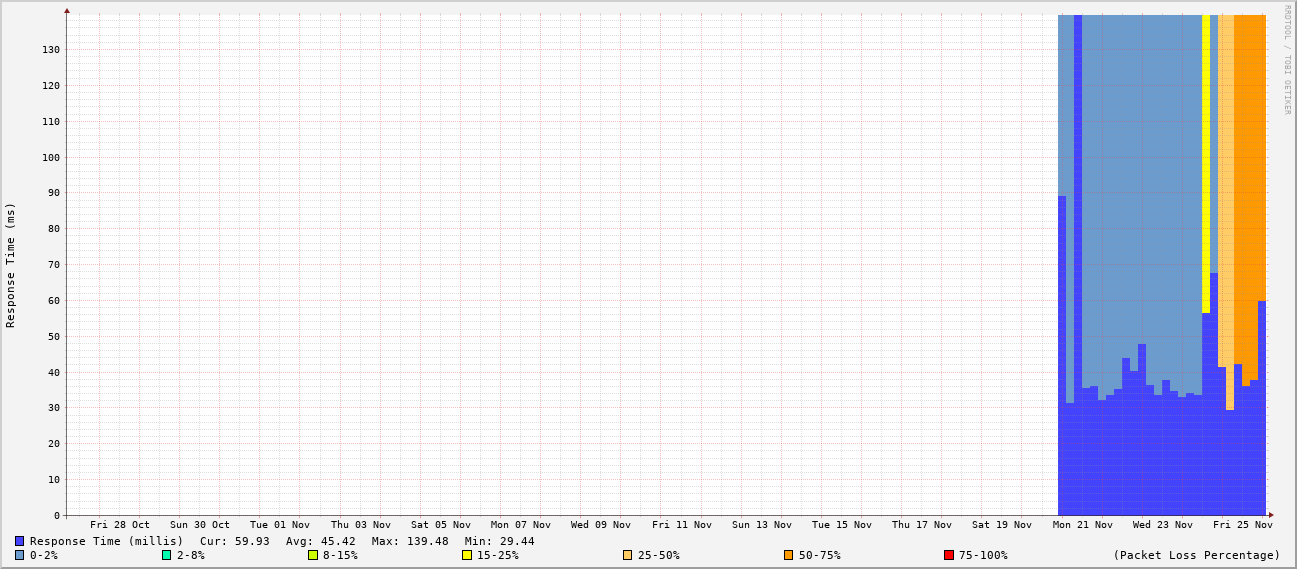 RRDTOOL / TOBI OETIKER
Response Time (ms)
130
120
110
100
90
80
70
60
50
40
30
20
10
0
Fri 28 Oct Sun 30 Oct Tue 01 Nov Thu 03 Nov Sat 05 Nov Mon 07 Nov Wed 09 Nov Fri 11 Nov Sun 13 Nov Tue 15 Nov Thu 17 Nov Sat 19 Nov Mon 21 Nov Wed 23 Nov Fri 25 Nov
Response Time (millis) Cur: 59.93 Avg: 45.42 Max: 139.48 Min: 29.44
0-2% 2-8% 8-15% 15-25% 25-50% 50-75% 75-100% (Packet Loss Percentage)